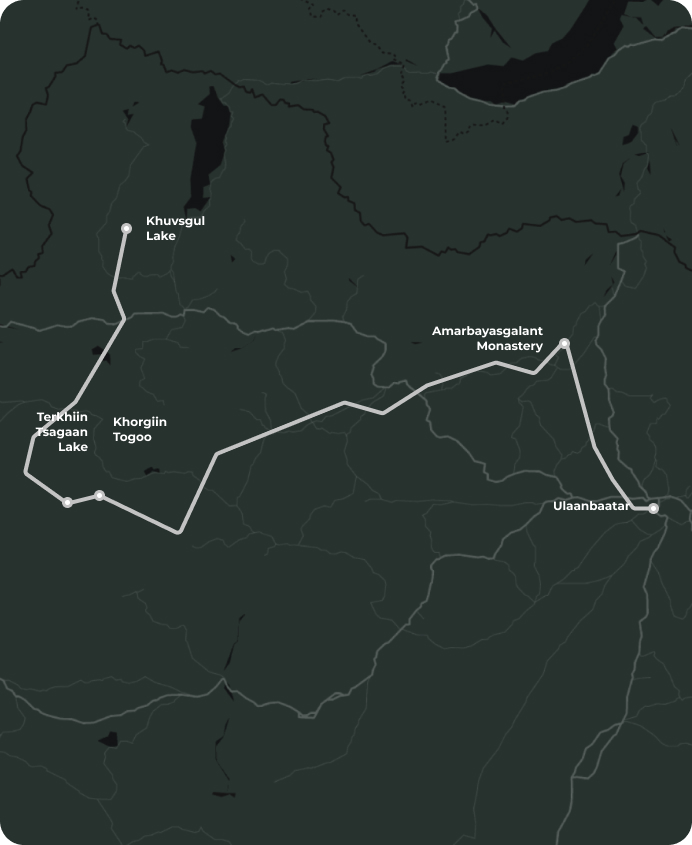 Khuvsgul
Lake
Amarbayasgalant
Monastery
Terkhiin
Tsagaan
Lake
Khorgiin
Togoo
Ulaanbaatar